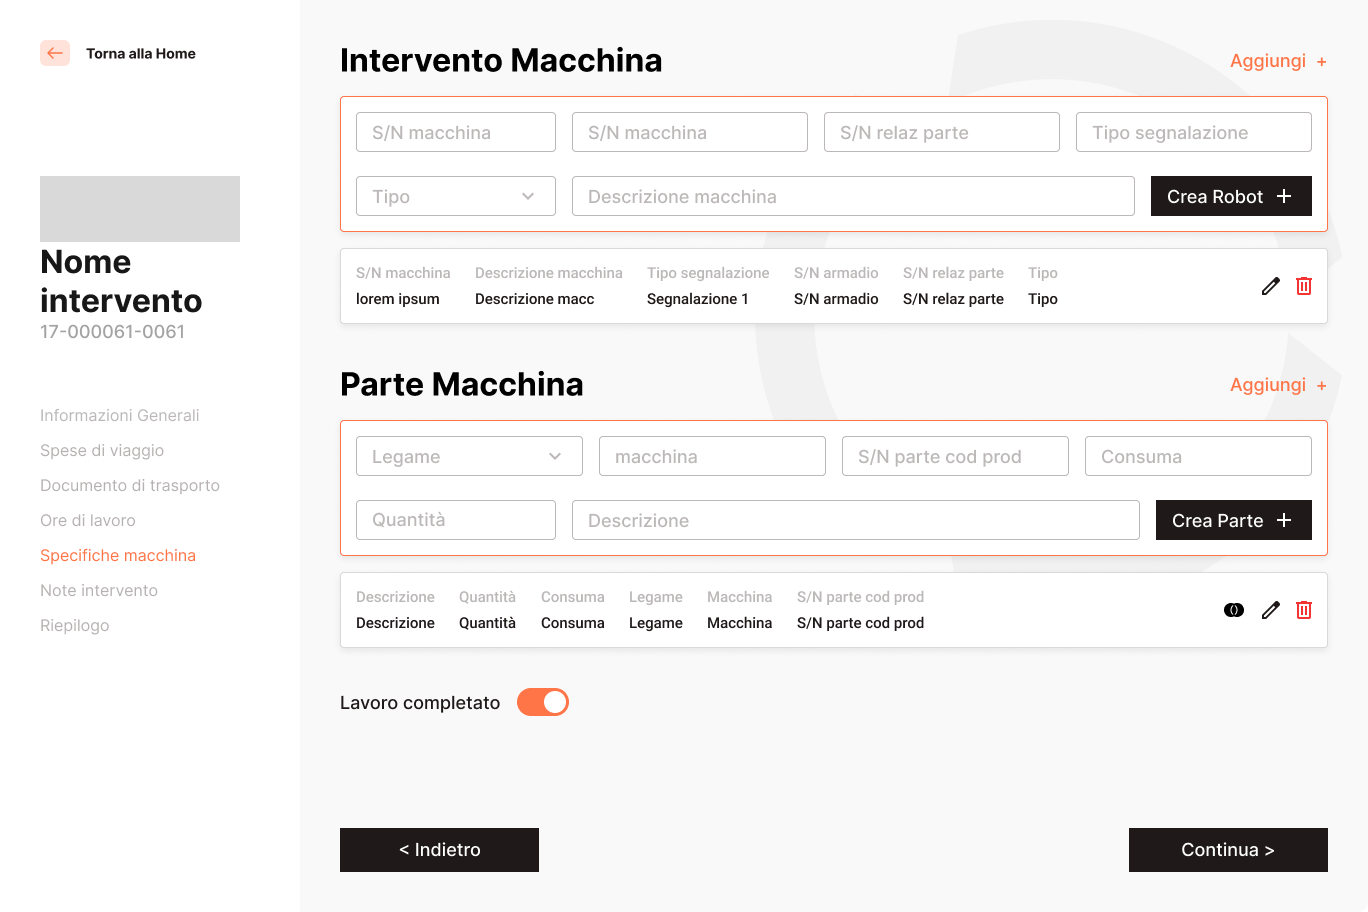 Torna alla Home
Nome
intervento
17-000061-0061
Informazioni Generali
Spese di viaggio
Documento di trasporto
Ore di lavoro
Specifiche macchina
Note intervento
Riepilogo
Intervento Macchina
Aggiungi +
S/N macchina S/N macchina S/N relaz parte Tipo segnalazione
Tipo Descrizione macchina Crea Robot +
S/N macchina Descrizione macchina Tipo segnalazione S/N armadio S/N relaz parte Tipo
lorem ipsum Descrizione macc Segnalazione 1 S/N armadio S/N relaz parte Tipo
Parte Macchina
Aggiungi +
Legame macchina S/N parte cod prod Consuma
Quantità Descrizione Crea Parte +
Descrizione Quantità Consuma Legame Macchina S/N parte cod prod
Descrizione Quantità Consuma Legame Macchina S/N parte cod prod
Lavoro completato
< Indietro
Continua >